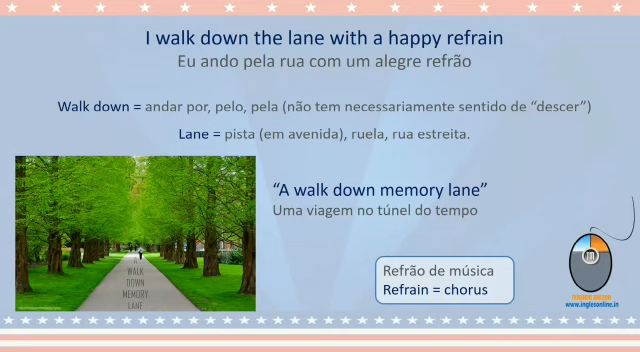 I walk down the lane with a happy refrain
Eu ando pela rua com um alegre refrão
Walk down = andar por, pelo, pela (não tem necessariamente sentido de “descer”)
Lane = pista (em avenida), ruela, rua estreita.
“A walk down memory lane”
Uma viagem no túnel do tempo
A
WALK
DOWN
MEMORY
LANE
Refrão de música
Refrain = chorus
www.inglesonline.in